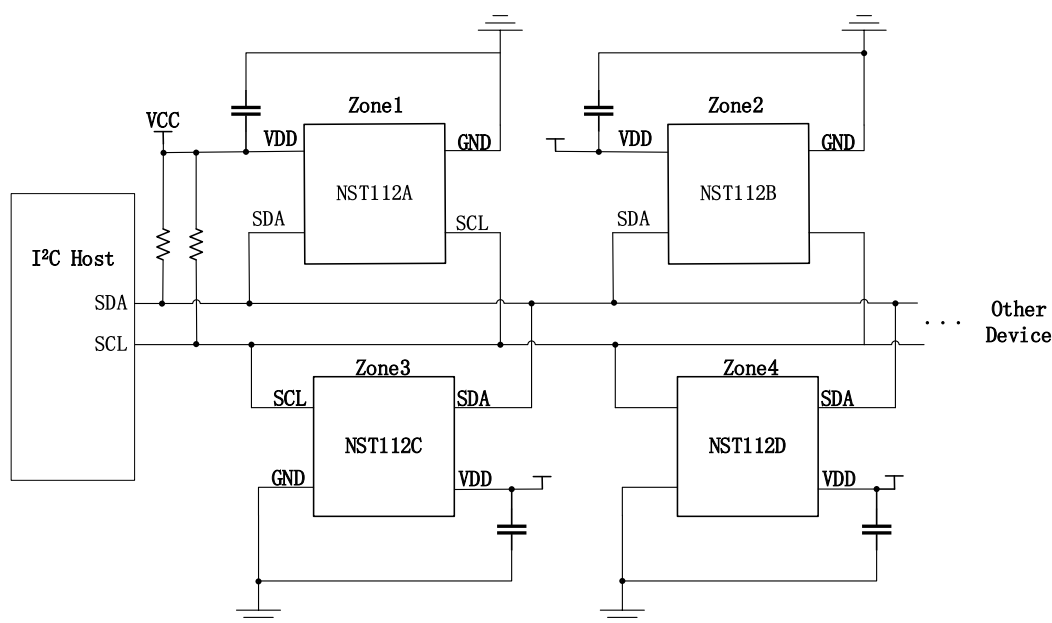 Zone1
Zone2
VCC
VDD
GND
VDD
GND
NST112A
NST112B
SDA
SCL
SDA
I²C Host
SDA
Other
SCL
. . .
Device
Zone3
Zone4
SCL
SDA
SDA
NST112C
NST112D
GND
VDD
VDD